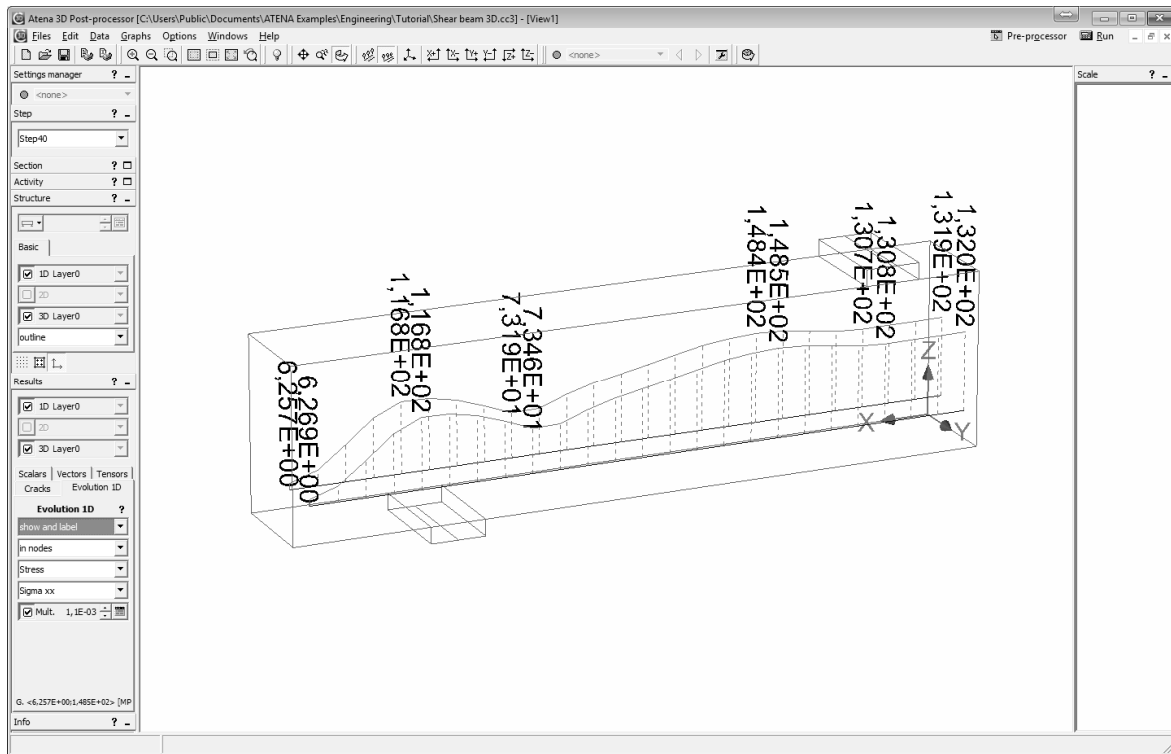 Atena 3D Post-processor [C:\Users\Public\Documents\ATENA Examples\Engineering\Tutorial\Shear beam 3D.cc3] - [View1]
Files Edit Data Graphs Options Windows Help Pre-processor Run
<none>
Settings manager ? Scale ?
<none>
Step ?
Step40
Section ?
Activity ?
Structure ?
Basic
1D Layer0
2D
3D Layer0
outline
Results ?
1D Layer0
2D
3D Layer0
Scalars Vectors Tensors
Cracks Evolution 1D
Evolution 1D ?
show and label
in nodes
Stress
Sigma xx
Mult. 1,1E-03
G. <6,257E+00;1,485E+02> [MP
Info ?
6,257E+00
6,269E+00
1,168E+02
1,168E+02
7,319E+01
7,346E+01
1,484E+02
1,485E+02
1,307E+02
1,308E+02
1,319E+02
1,320E+02
Z
X
Y